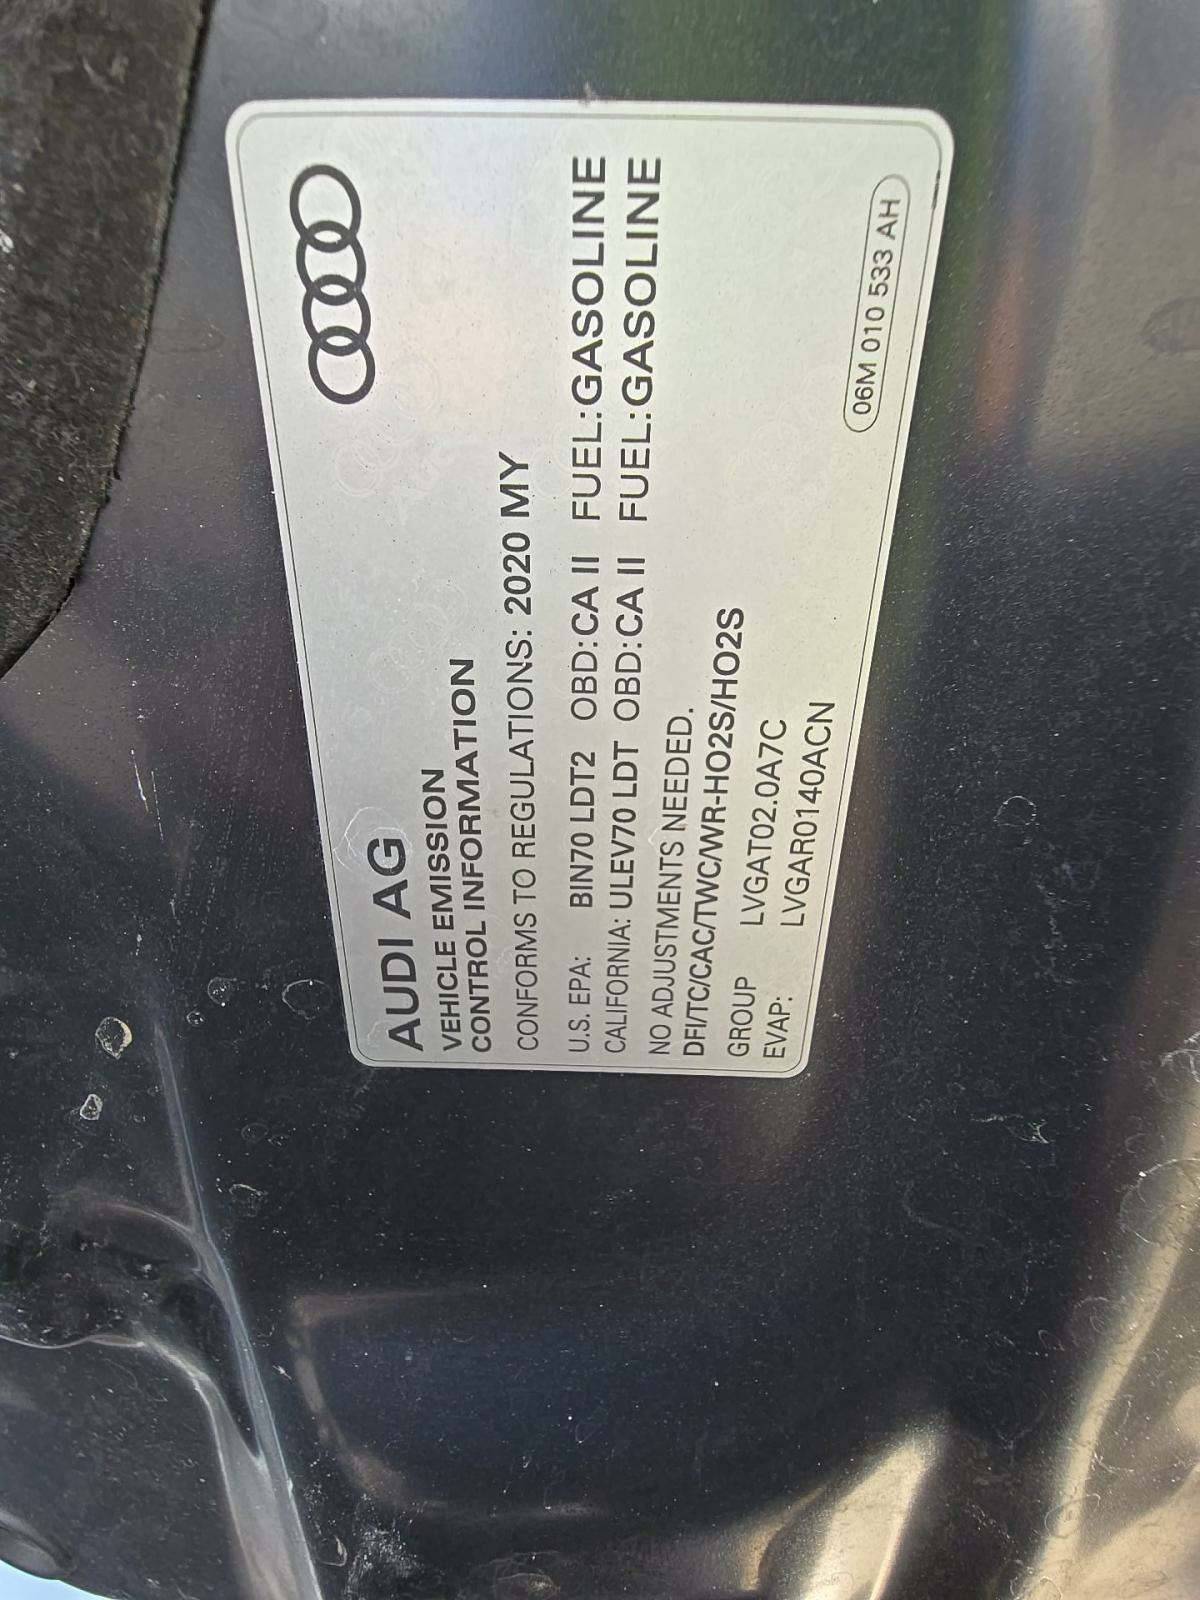 AUDI AG
VEHICLE EMISSION
CONTROL INFORMATION
CONFORMS TO REGULATIONS: 2020 MY
U.S. EPA: BIN70 LDT2 OBD:CA II FUEL:GASOLINE
CALIFORNIA: ULEV70 LDT OBD:CA II FUEL:GASOLINE
NO ADJUSTMENTS NEEDED.
DFI/TC/CAC/TWC/WR-HO2S/HO2S
GROUP LVGAT02.0A7C
EVAP: LVGAR0140ACN
06M 010 533 AH